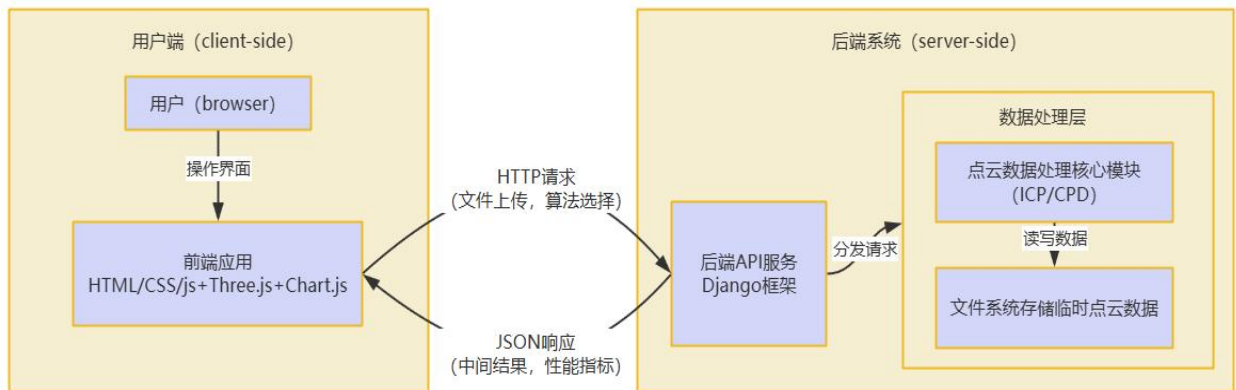 用户端（client-side）
用户（browser）
操作界面
前端应用
HTML/CSS/js+Three.js+Chart.js
HTTP请求
（文件上传，算法选择）
JSON响应
（中间结果，性能指标）
后端系统（server-side）
后端API服务
Django框架
分发请求
数据处理层
点云数据处理核心模块
（ICP/CPD）
读写数据
文件系统存储临时点云数据